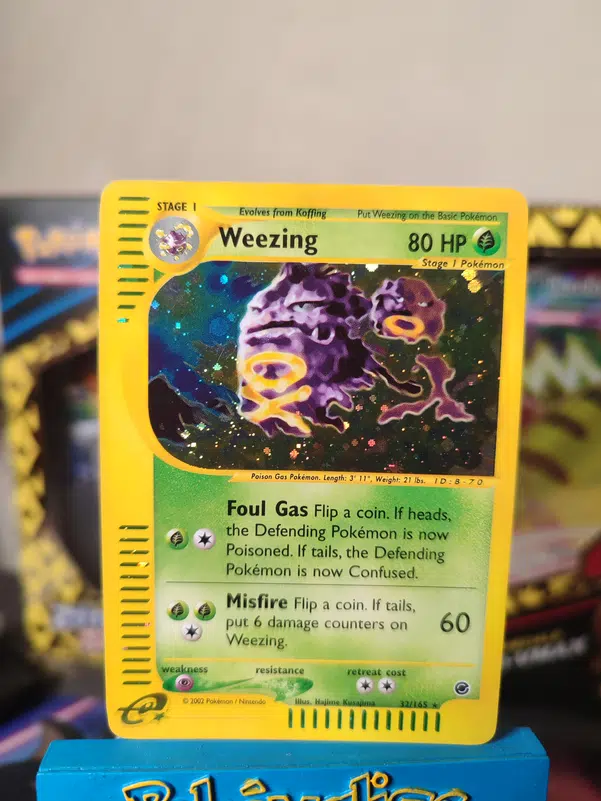 STAGE 1
Evolves from Koffing
Put Weezing on the Basic Pokémon
Weezing
80 HP
Stage 1 Pokémon
Poison Gas Pokémon. Length: 3' 11", Weight: 21 lbs. ID:B-70
Foul Gas Flip a coin. If heads,
the Defending Pokémon is now
Poisoned. If tails, the Defending
Pokémon is now Confused.
Misfire Flip a coin. If tails,
put 6 damage counters on
Weezing.
60
weakness
resistance
retreat cost
© 2002 Pokémon / Nintendo
Illus. Hajime Kusajima
32/165 ★
e